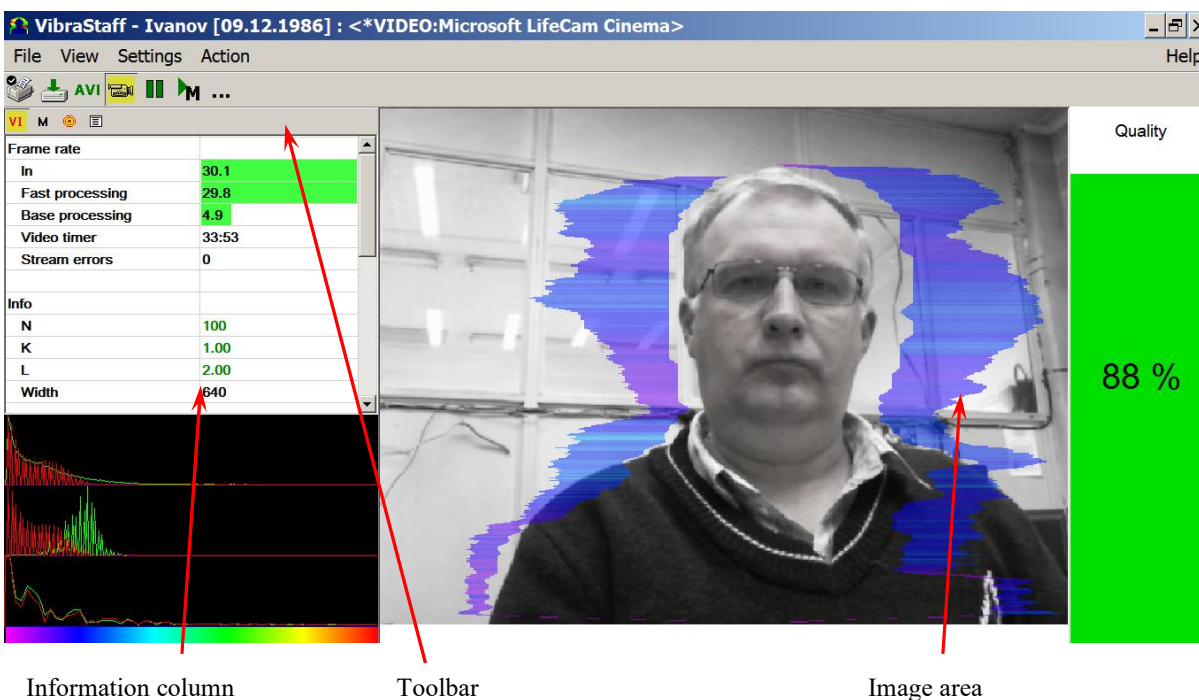 VibraStaff - Ivanov [09.12.1986] : <*VIDEO:Microsoft LifeCam Cinema>
File View Settings Action Help
AVI M ...
VI M
Quality
Frame rate
In 30.1
Fast processing 29.8
Base processing 4.9
Video timer 33:53
Stream errors 0
Info
N 100
K 1.00
L 2.00
Width 640
88 %
Information column Toolbar Image area